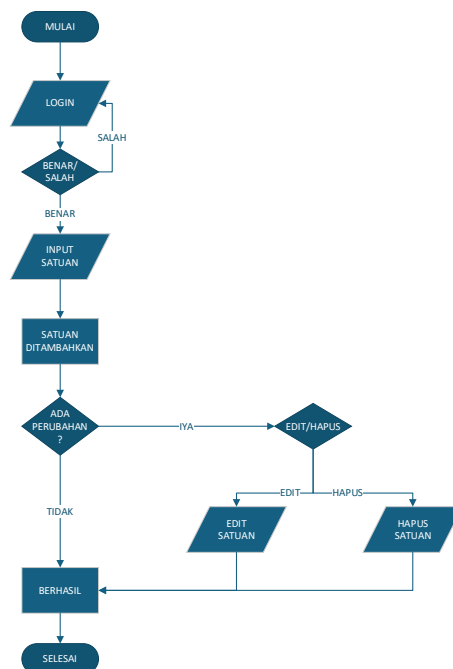 MULAI
LOGIN
SALAH
BENAR/
SALAH
BENAR
INPUT
SATUAN
SATUAN
DITAMBAHKAN
ADA
PERUBAHAN
?
IYA
EDIT/HAPUS
EDIT
HAPUS
TIDAK
EDIT
SATUAN
HAPUS
SATUAN
BERHASIL
SELESAI